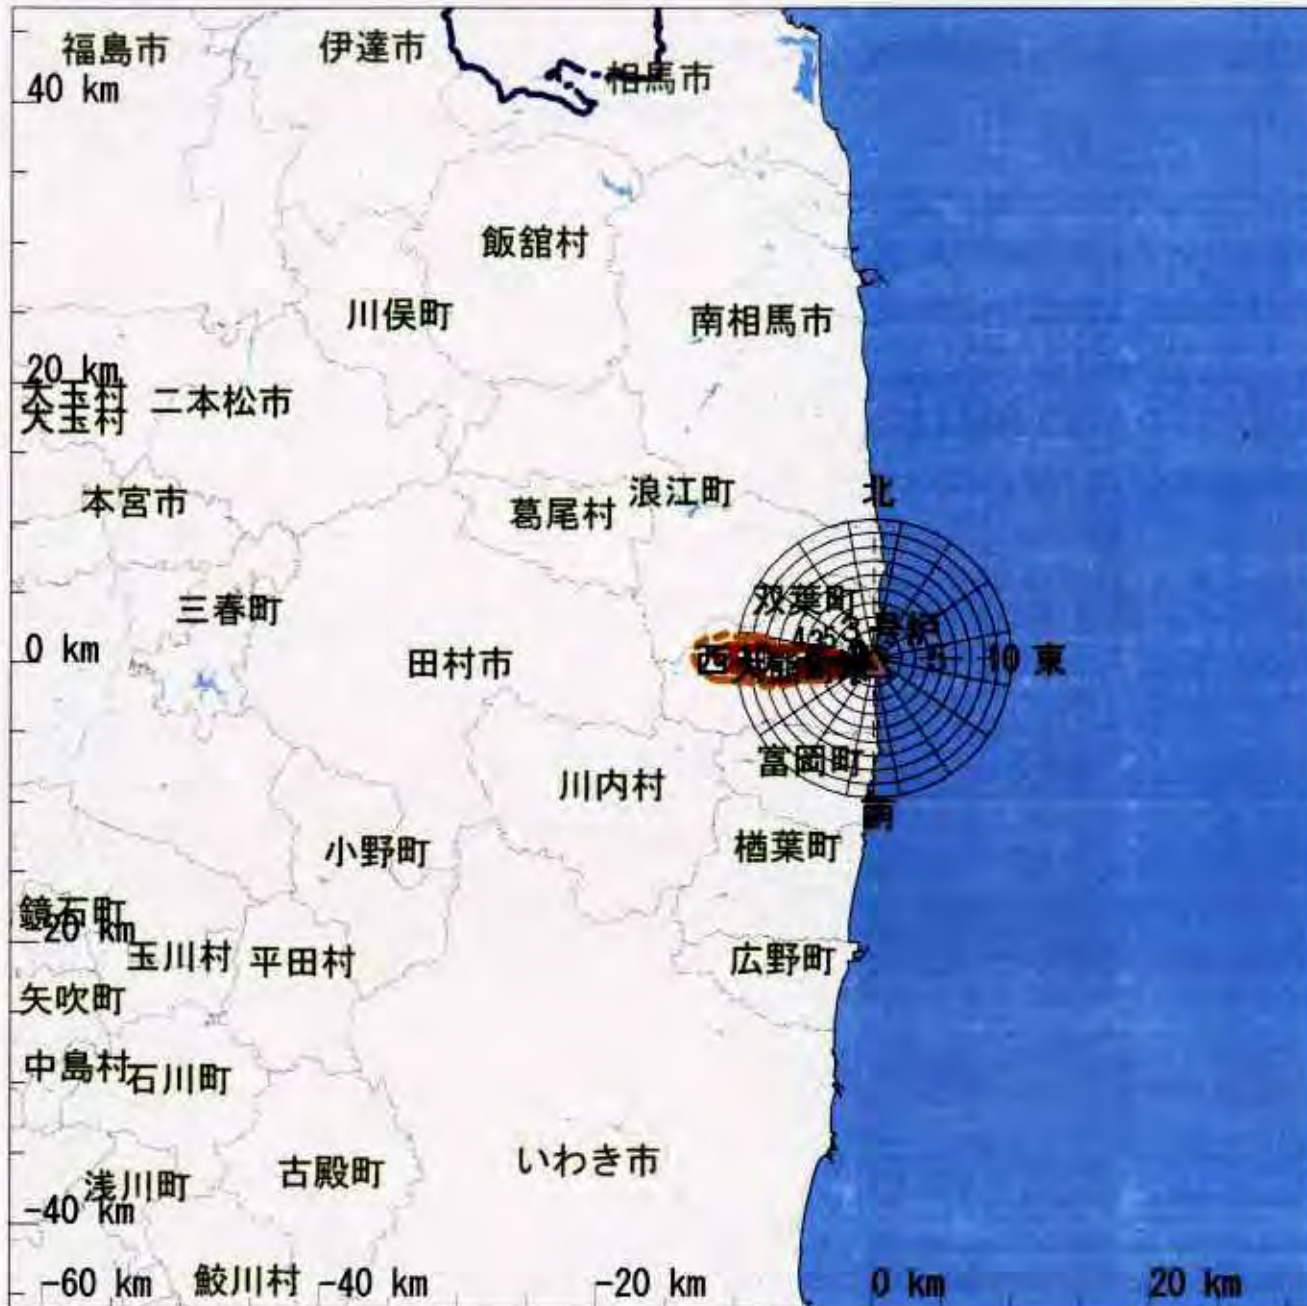 福島市
伊達市
相馬市
40 km
飯舘村
川俣町
南相馬市
20 km
大玉村
大玉村
二本松市
本宮市
葛尾村
浪江町
北
双葉町
三春町
3号炉
0 km
田村市
西
5
10 東
富岡町
川内村
南
小野町
楢葉町
鏡石町
-20 km
玉川村
平田村
広野町
矢吹町
中島村
石川町
いわき市
古殿町
浅川町
-40 km
-60 km
鮫川村
-40 km
-20 km
0 km
20 km